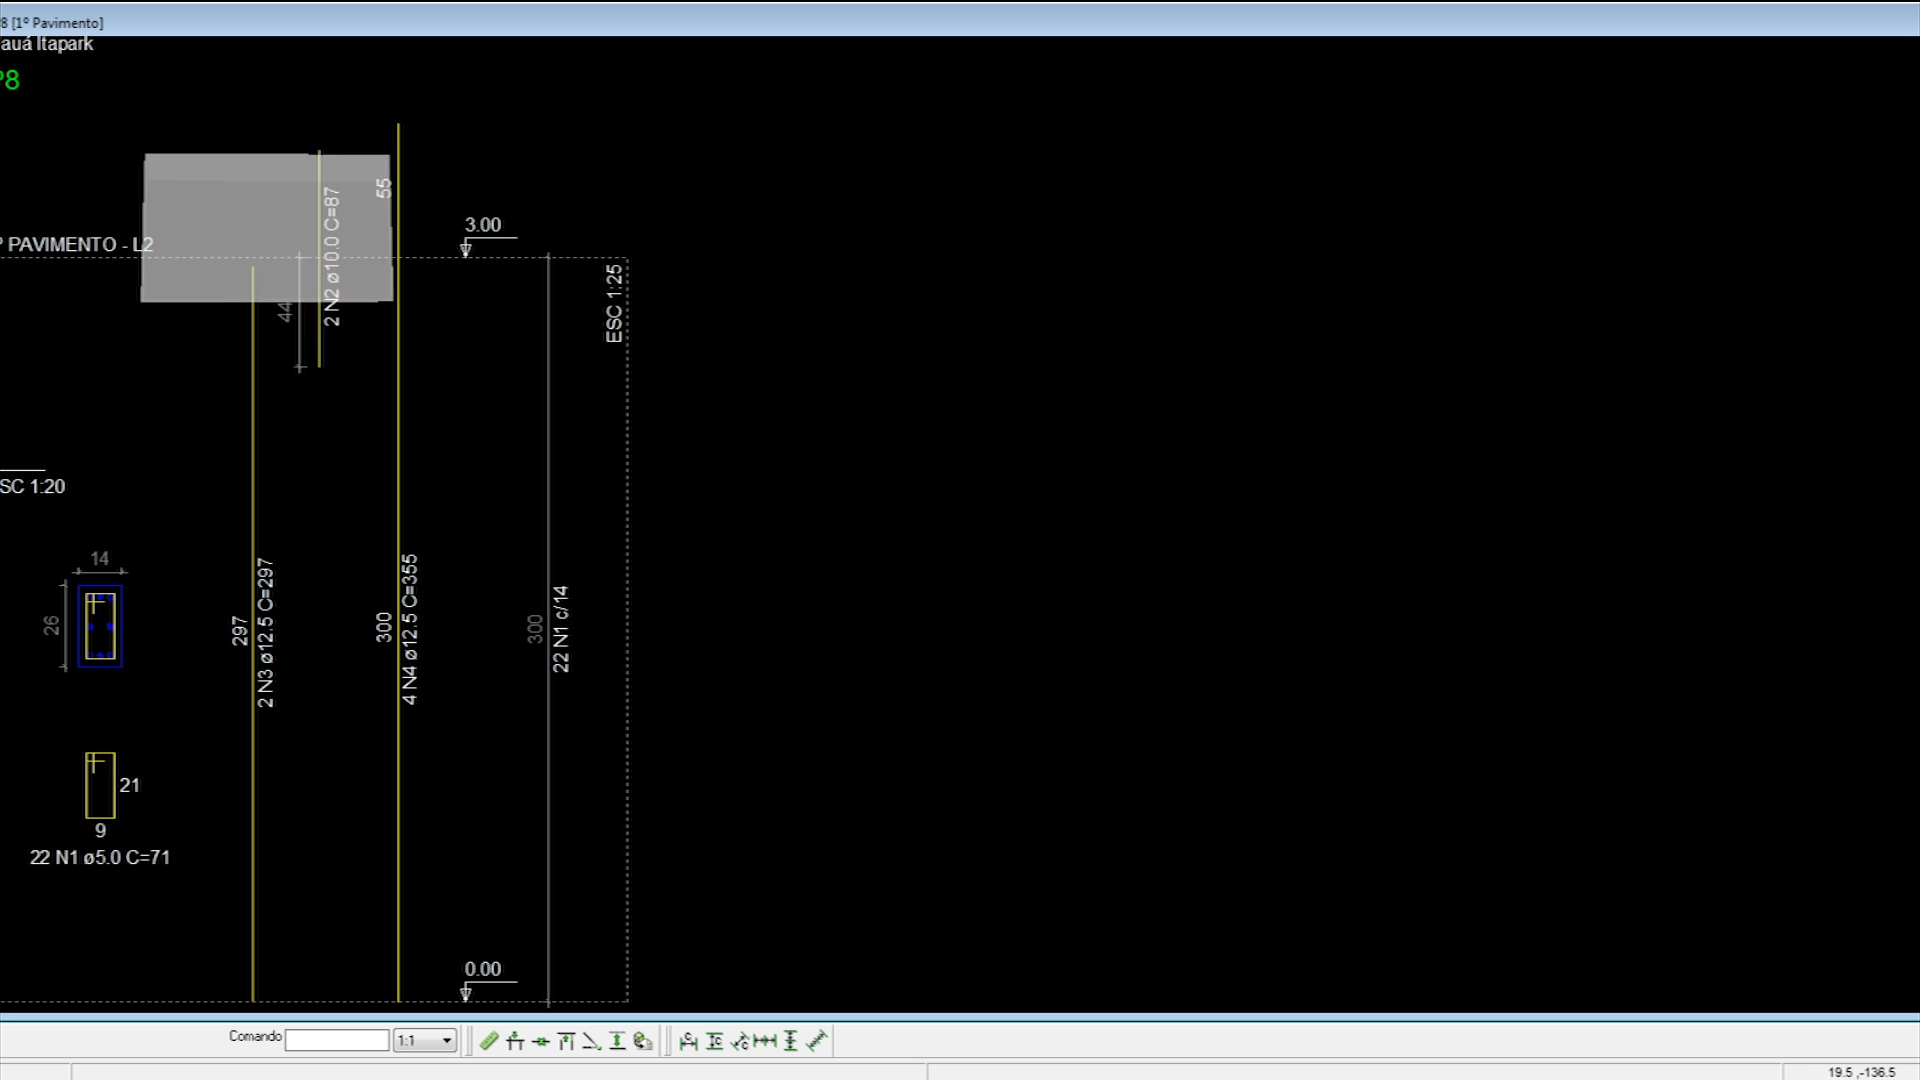 8 [1º Pavimento]
auá Itapark
P8
55
2 N2 ø10.0 C=87
3.00
º PAVIMENTO - L2
44
ESC 1:25
SC 1:20
14
26
297
2 N3 ø12.5 C=297
300
4 N4 ø12.5 C=355
300
22 N1 c/14
21
9
22 N1 ø5.0 C=71
0.00
Comando
1:1
19.5 ,-136.5